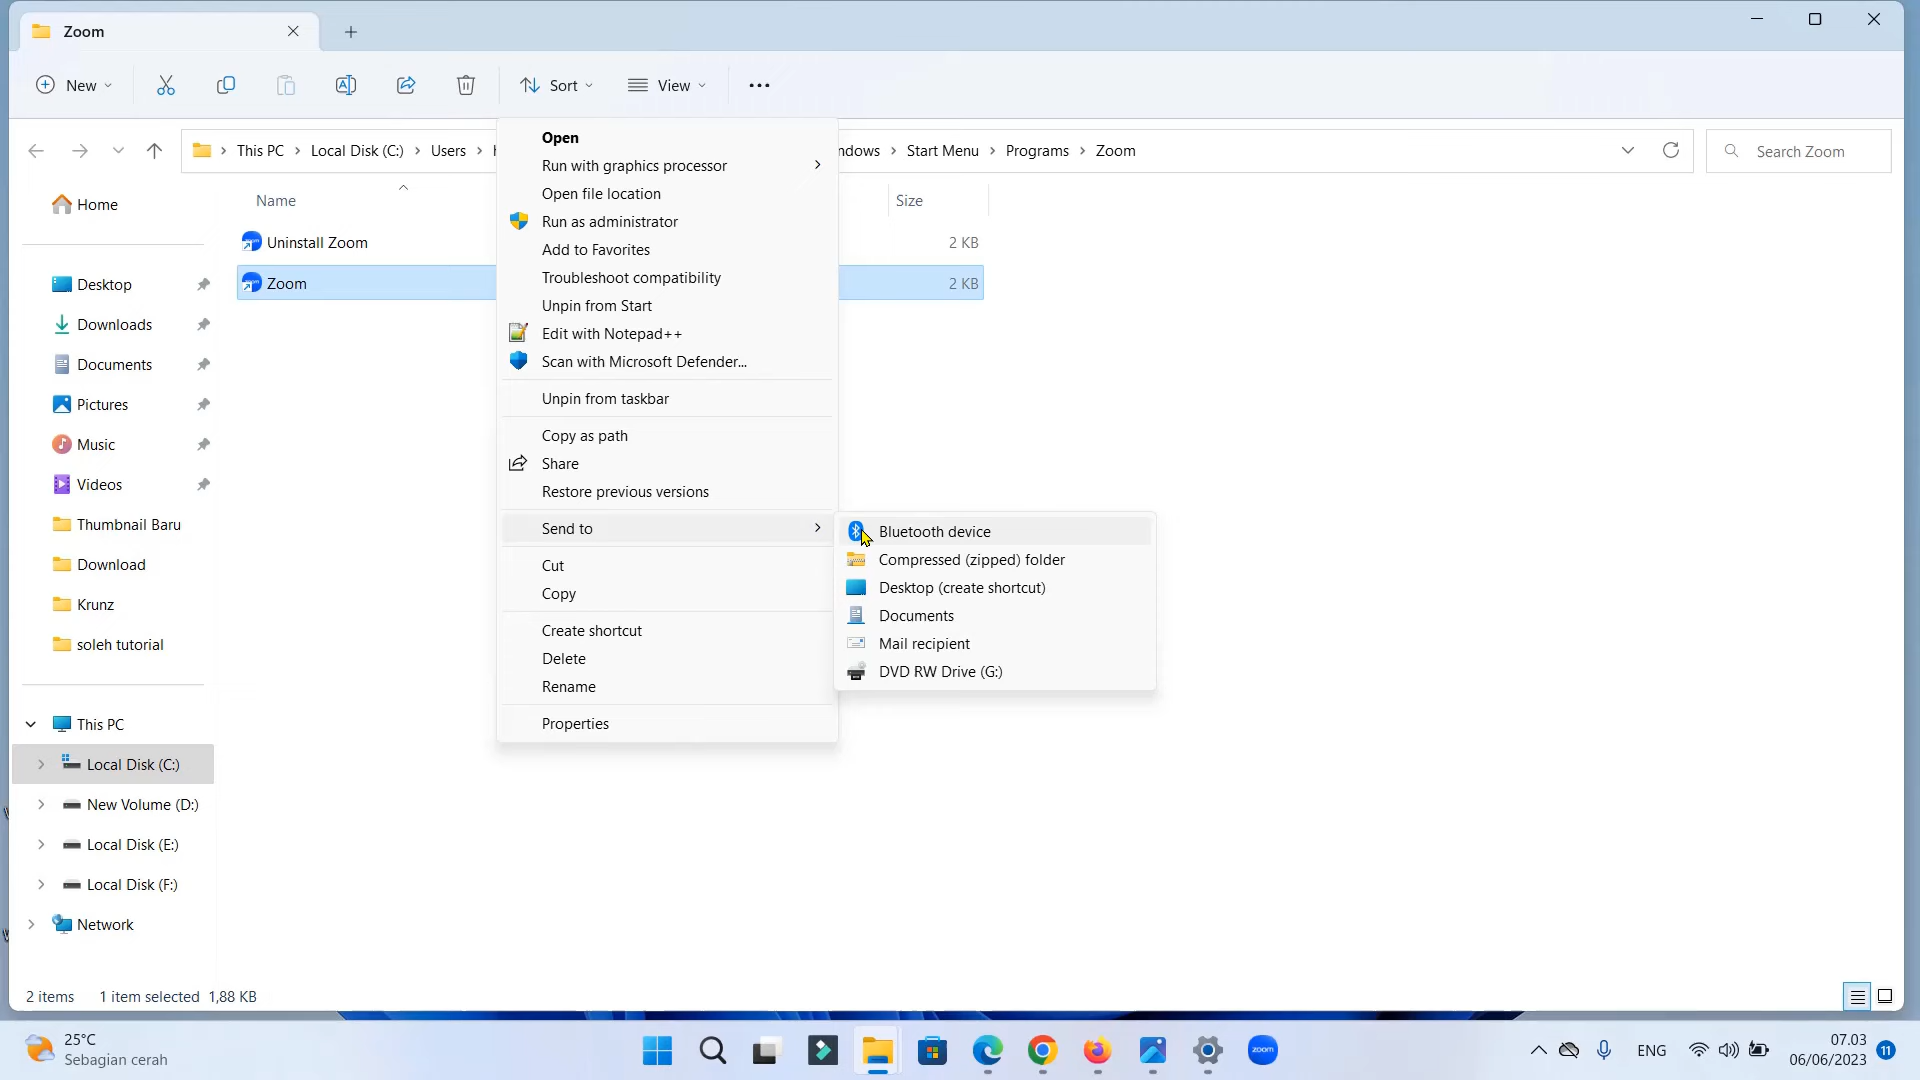 Zoom
New
Sort
View
This PC
Local Disk (C:)
Users
Start Menu
Programs
Zoom
Search Zoom
Name
Size
Uninstall Zoom
2 KB
Zoom
2 KB
Home
Desktop
Downloads
Documents
Pictures
Music
Videos
Thumbnail Baru
Download
Krunz
soleh tutorial
This PC
Local Disk (C:)
New Volume (D:)
Local Disk (E:)
Local Disk (F:)
Network
Open
Run with graphics processor
Open file location
Run as administrator
Add to Favorites
Troubleshoot compatibility
Unpin from Start
Edit with Notepad++
Scan with Microsoft Defender...
Unpin from taskbar
Copy as path
Share
Restore previous versions
Send to
Cut
Copy
Create shortcut
Delete
Rename
Properties
Bluetooth device
Compressed (zipped) folder
Desktop (create shortcut)
Documents
Mail recipient
DVD RW Drive (G:)
2 items
1 item selected 1,88 KB
25°C
Sebagian cerah
zoom
ENG
07.03
06/06/2023
11